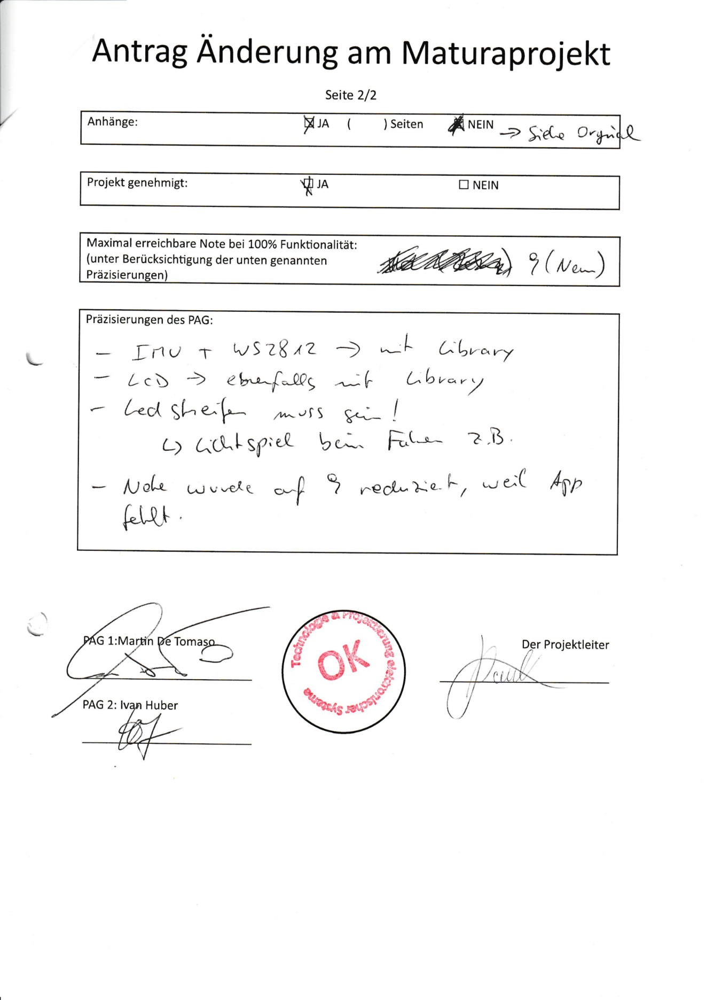 Antrag Änderung am Maturaprojekt
Seite 2/2
Anhänge: JA ( ) Seiten NEIN → Siehe Orginal
Projekt genehmigt: JA NEIN
Maximal erreichbare Note bei 100% Funktionalität:
(unter Berücksichtigung der unten genannten
Präzisierungen)
9 (Neun)
Präzisierungen des PAG:
- IMU + WS2812 → mit Library
- LCD → ebenfalls mit Library
- Led streifen muss sein!
↳ Lichtspiel beim Fahren z.B.
- Note wurde auf 9 reduziert, weil App
fehlt.
PAG 1:Martin De Tomaso
Technologie & Projektierung elektronischer Systeme
OK
Der Projektleiter
PAG 2: Ivan Huber